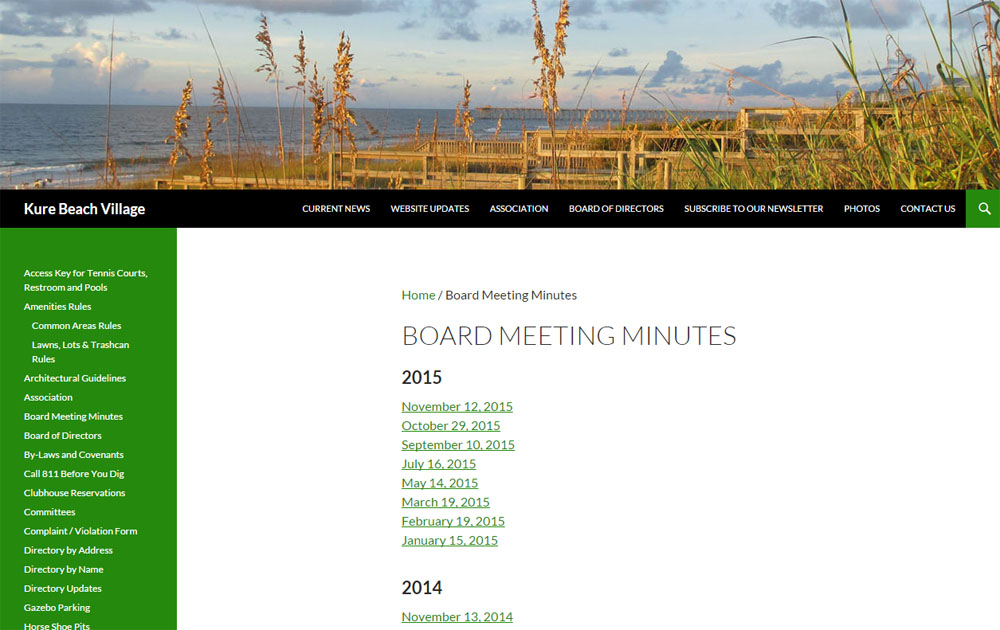 Kure Beach Village
CURRENT NEWS
WEBSITE UPDATES
ASSOCIATION
BOARD OF DIRECTORS
SUBSCRIBE TO OUR NEWSLETTER
PHOTOS
CONTACT US
Access Key for Tennis Courts,
Restroom and Pools
Amenities Rules
Common Areas Rules
Lawns, Lots & Trashcan
Rules
Architectural Guidelines
Association
Board Meeting Minutes
Board of Directors
By-Laws and Covenants
Call 811 Before You Dig
Clubhouse Reservations
Committees
Complaint / Violation Form
Directory by Address
Directory by Name
Directory Updates
Gazebo Parking
Horse Shoe Pits
Home / Board Meeting Minutes
BOARD MEETING MINUTES
2015
November 12, 2015
October 29, 2015
September 10, 2015
July 16, 2015
May 14, 2015
March 19, 2015
February 19, 2015
January 15, 2015
2014
November 13, 2014